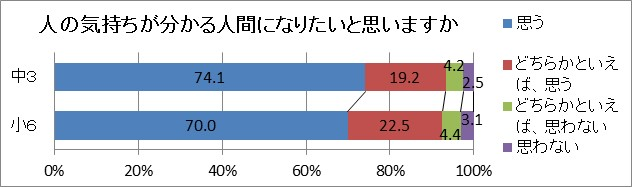 人の気持ちが分かる人間になりたいと思いますか
中3
74.1
19.2
4.2
2.5
小6
70.0
22.5
4.4
3.1
0%
20%
40%
60%
80%
100%
思う
どちらかといえ
ば、思う
どちらかといえ
ば、思わない
思わない